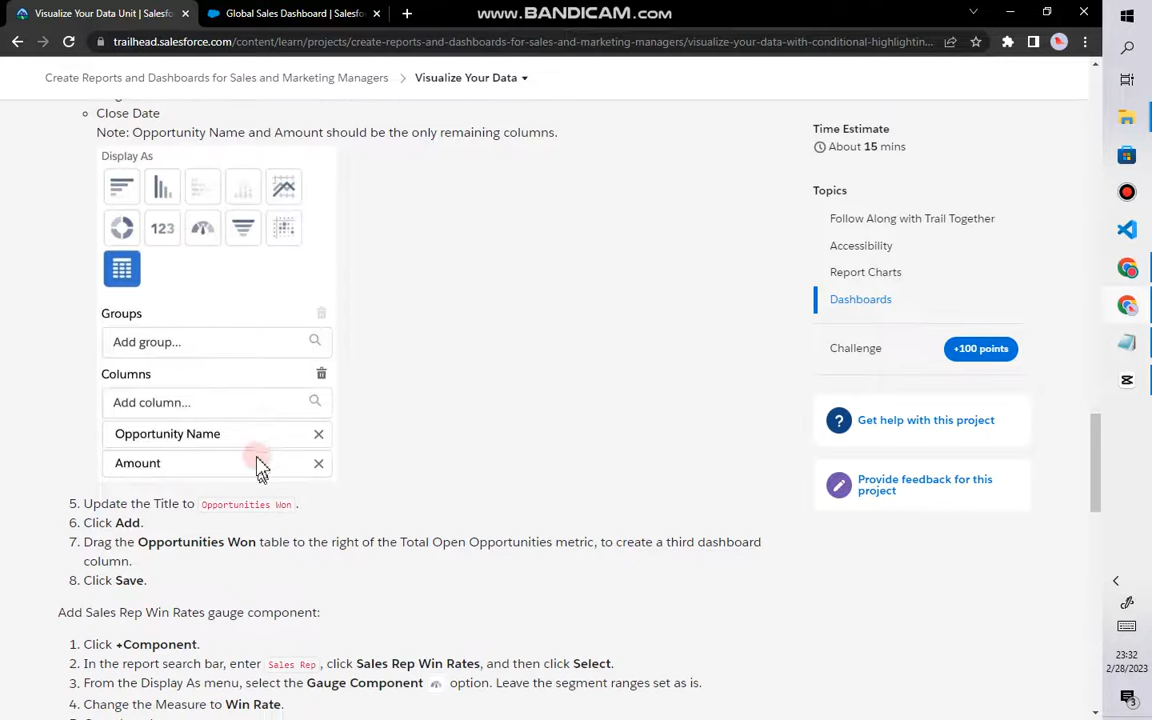 Visualize Your Data Unit | Salesfo
Global Sales Dashboard | Salesfo
www.BANDICAM.com
trailhead.salesforce.com/content/learn/projects/create-reports-and-dashboards-for-sales-and-marketing-managers/visualize-your-data-with-conditional-highlightin...
Create Reports and Dashboards for Sales and Marketing Managers > Visualize Your Data
Close Date
Note: Opportunity Name and Amount should be the only remaining columns.
Display As
123
Groups
Add group...
Columns
Add column...
Opportunity Name
Amount
5. Update the Title to Opportunities Won.
6. Click Add.
7. Drag the Opportunities Won table to the right of the Total Open Opportunities metric, to create a third dashboard
column.
8. Click Save.
Add Sales Rep Win Rates gauge component:
1. Click +Component.
2. In the report search bar, enter Sales Rep, click Sales Rep Win Rates, and then click Select.
3. From the Display As menu, select the Gauge Component option. Leave the segment ranges set as is.
4. Change the Measure to Win Rate.
Time Estimate
About 15 mins
Topics
Follow Along with Trail Together
Accessibility
Report Charts
Dashboards
Challenge
+100 points
Get help with this project
Provide feedback for this
project
23:32
2/28/2023
3